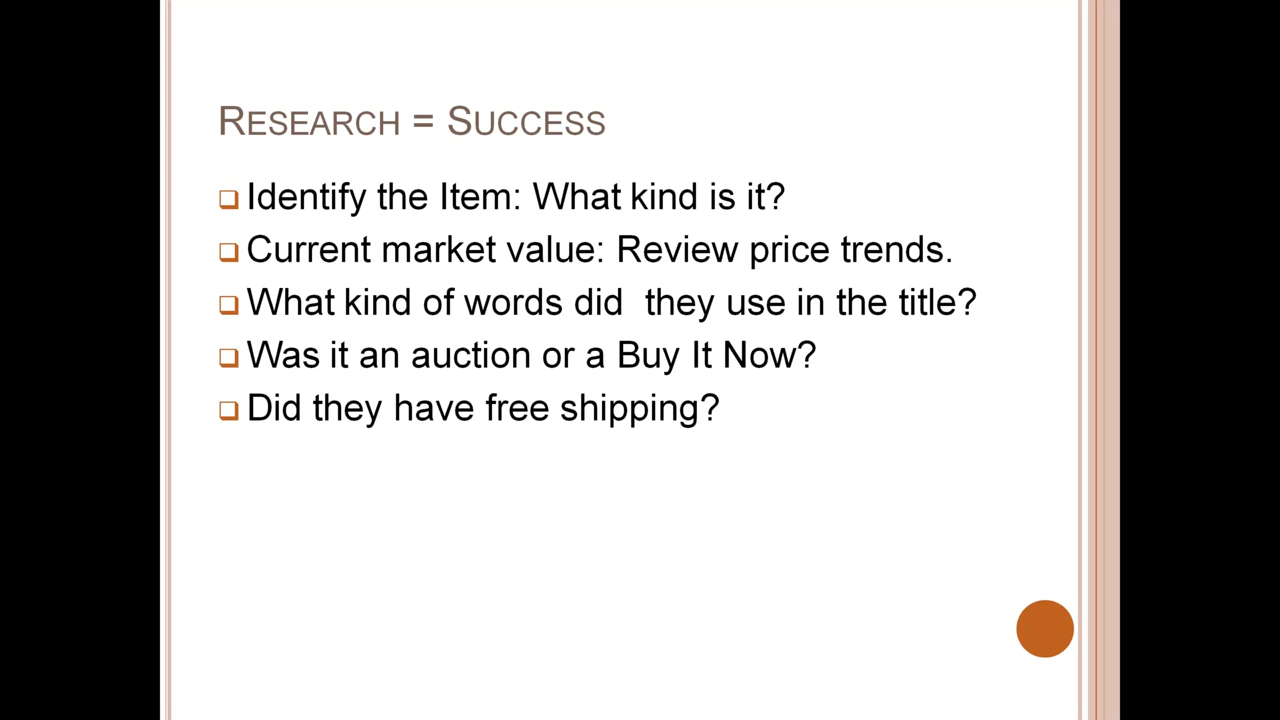 RESEARCH = SUCCESS
Identify the Item: What kind is it?
Current market value: Review price trends.
What kind of words did  they use in the title?
Was it an auction or a Buy It Now?
Did they have free shipping?